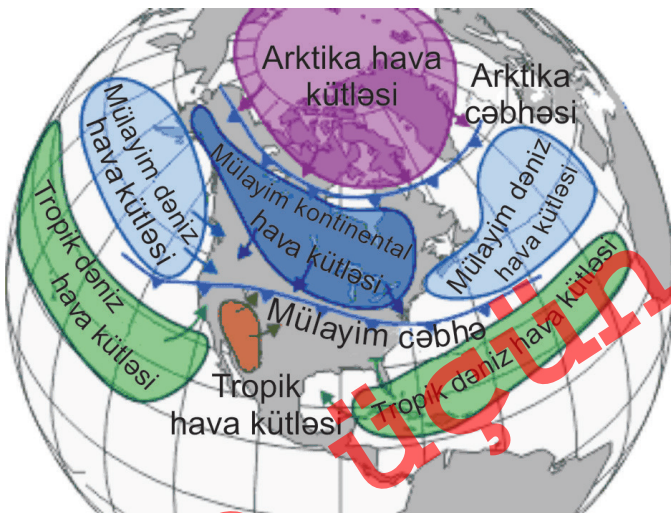 Arktika hava
kütləsi
Arktika
cəbhəsi
Mülayim dəniz
hava kütləsi
Mülayim kontinental
hava kütləsi
Mülayim dəniz
hava kütləsi
Tropik dəniz
hava kütləsi
Mülayim cəbhə
Tropik
hava kütləsi
Tropik dəniz hava kütləsi
üçün